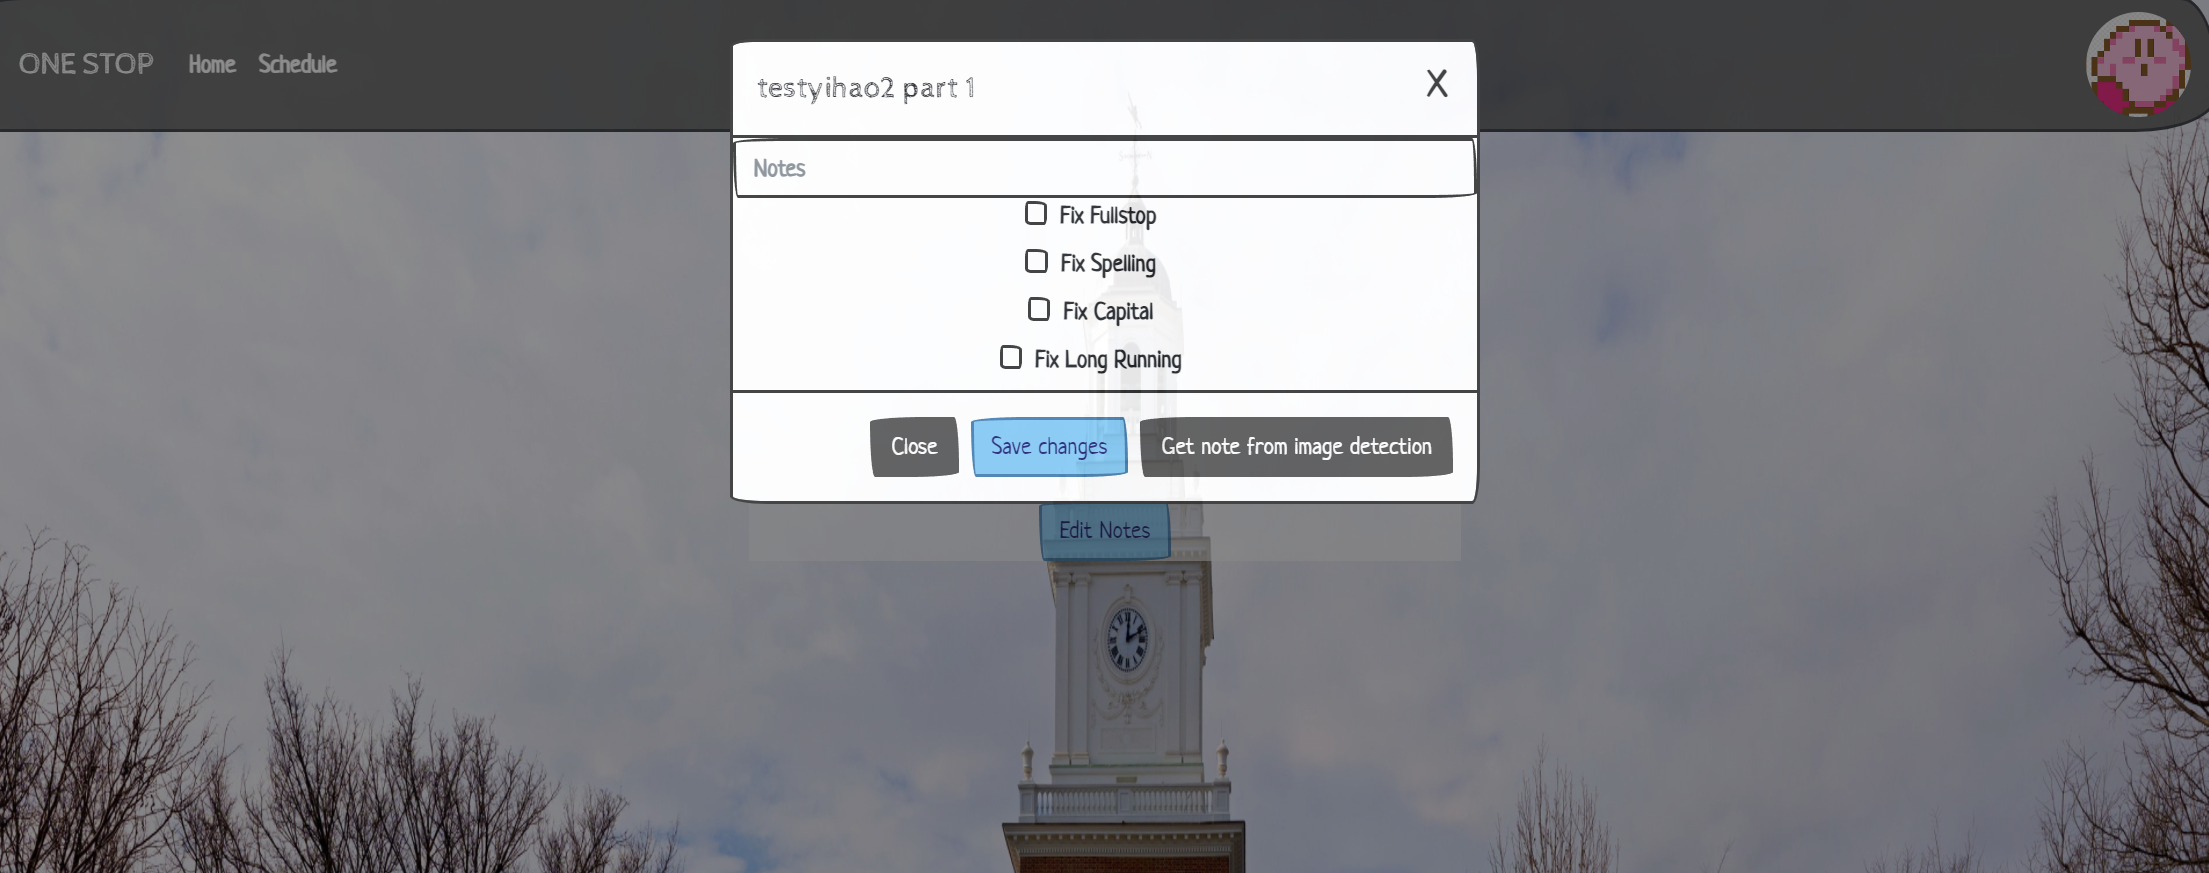 ONE STOP Home Schedule
testyihao2 part 1 X
Notes
Fix Fullstop
Fix Spelling
Fix Capital
Fix Long Running
Close Save changes Get note from image detection
Edit Notes